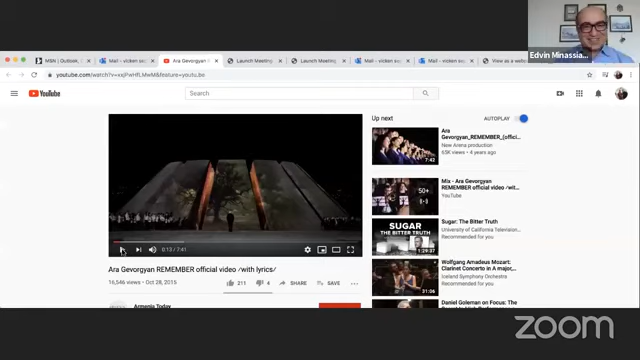 Edvin Minassia...
MSN | Outlook, O
Mail - vicken su
Ara Gevorgyan
Launch Meeting
Launch Meeting
Mail - vicken su
Mail - vicken su
View as a webs
youtube.com/watch?v=xxjPwHfLMwM&feature=youtu.be
YouTube
Search
Up next
AUTOPLAY
Ara
Gevorgyan_REMEMBER_(offici...
New Arena production
65K views • 4 years ago
7:42
Mix - Ara Gevorgyan
REMEMBER official video /wit...
YouTube
50+
SUGAR
THE BITTER TRUTH
1:29:37
Sugar: The Bitter Truth
University of California Televis...
Recommended for you
Wolfgang Amadeus Mozart:
Clarinet Concerto in A major,...
Iceland Symphony Orchestra
Recommended for you
31:06
Daniel Goleman on Focus: The
0:13 / 7:41
Ara Gevorgyan REMEMBER official video /with lyrics/
16,546 views • Oct 28, 2015
211
4
SHARE
SAVE
Armenia Today
zoom